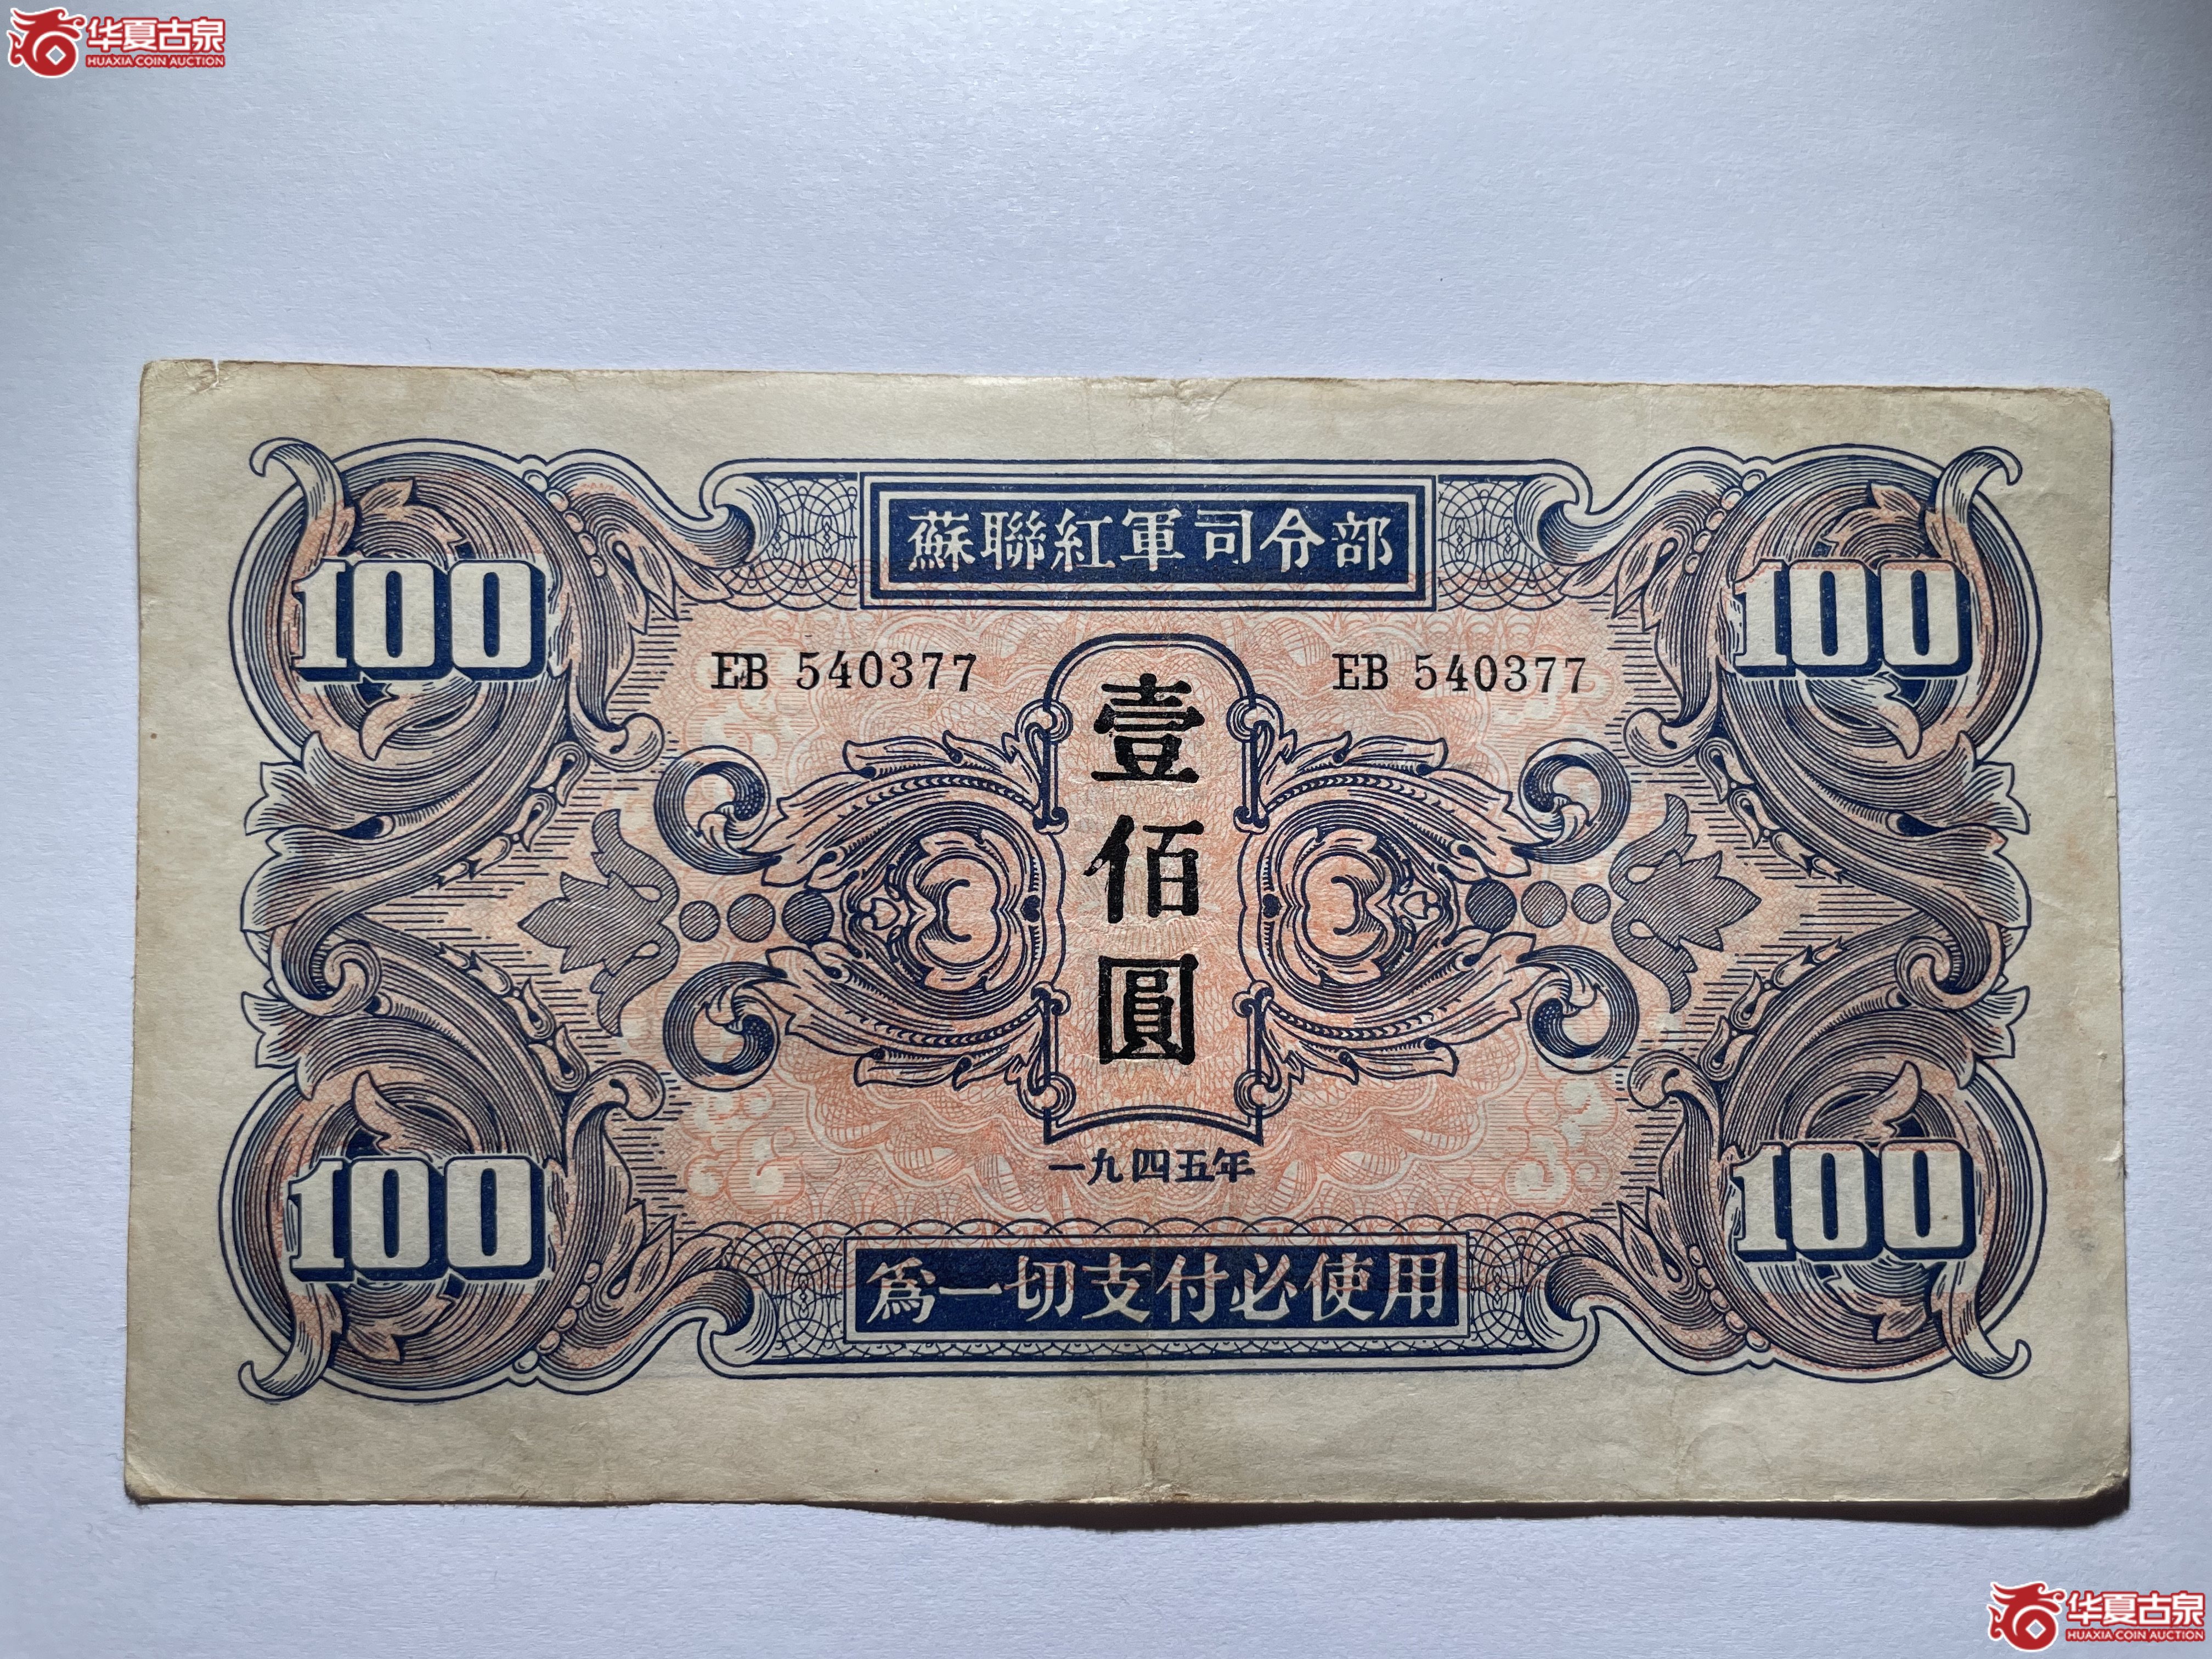 华夏古泉
HUAXIA COIN AUCTION
蘇聯紅軍司令部
100
100
EB 540377
EB 540377
壹佰圓
一九四五年
100
100
爲一切支付必使用
华夏古泉
HUAXIA COIN AUCTION